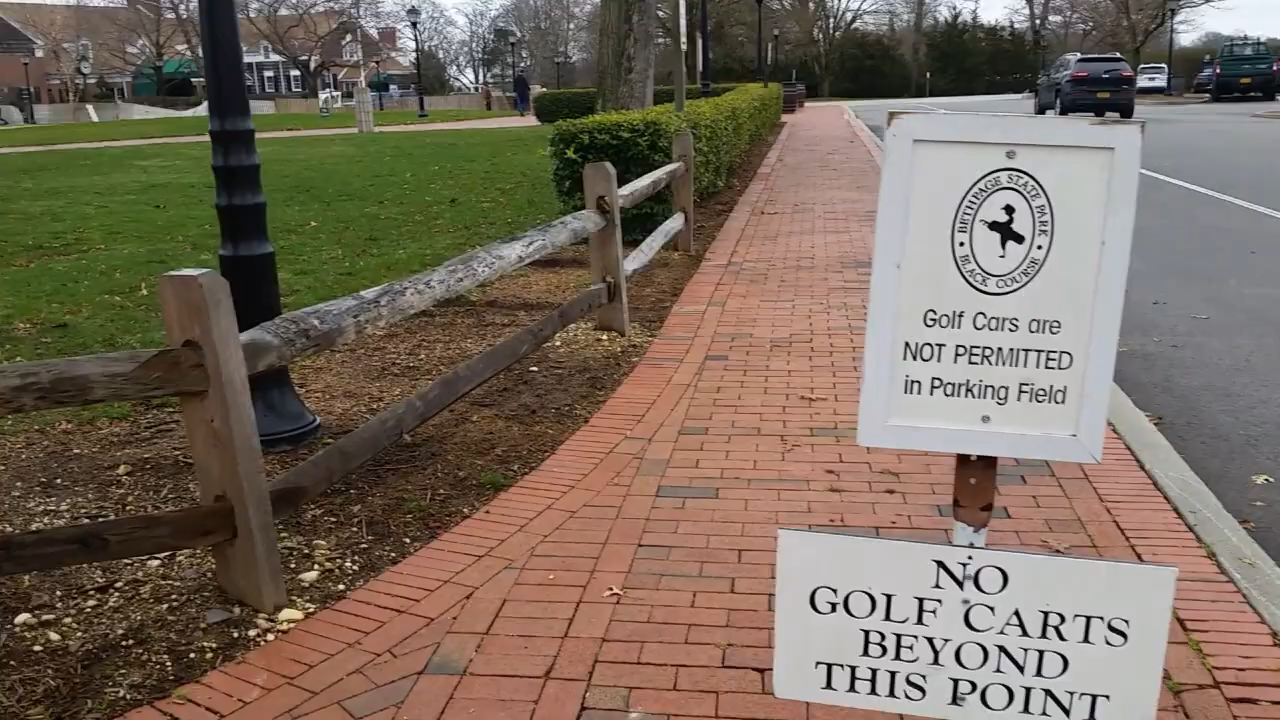 BETHPAGE STATE PARK
• BLACK COURSE •
Golf Cars are
NOT PERMITTED
in Parking Field
NO
GOLF CARTS
BEYOND
THIS POINT